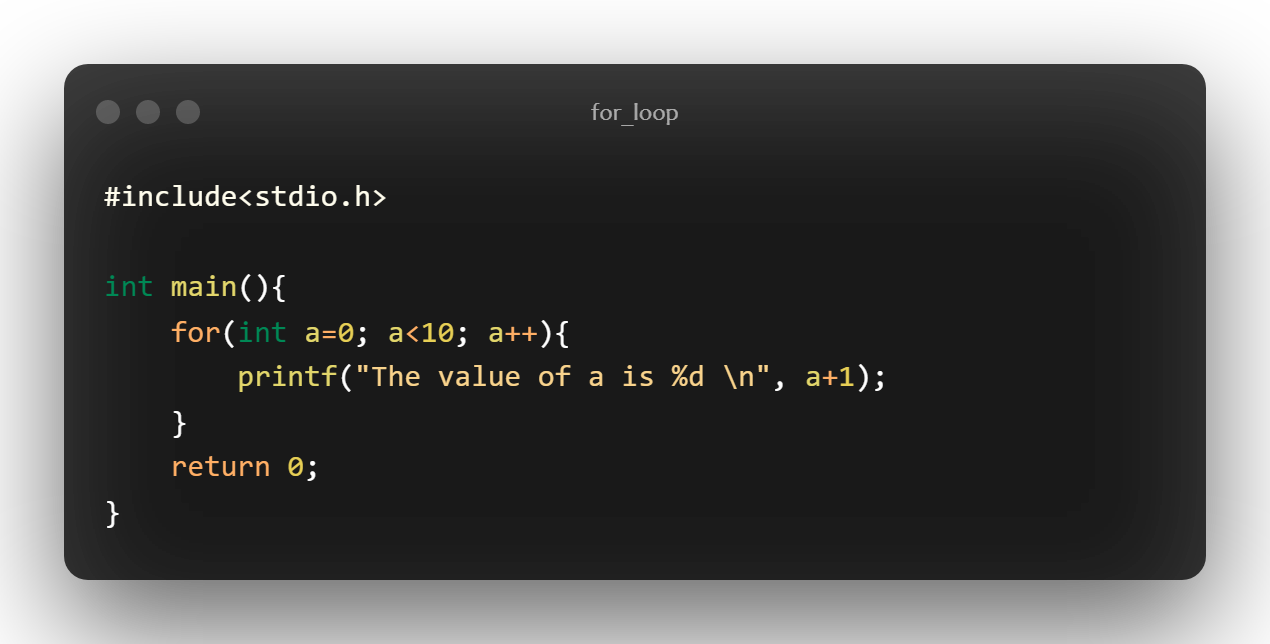 for_loop
#include<stdio.h>
int main(){
    for(int a=0; a<10; a++){
        printf("The value of a is %d \n", a+1);
    }
    return 0;
}